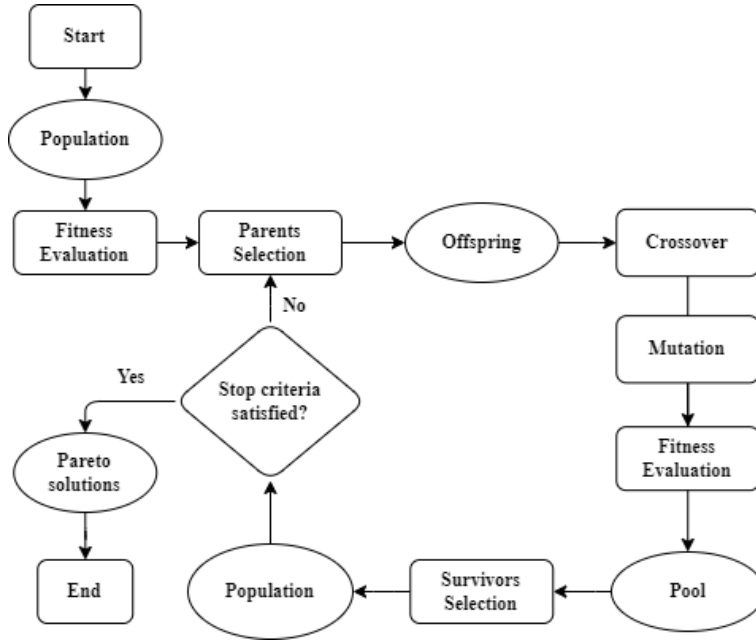 Start
Population
Fitness
Evaluation
Parents
Selection
Offspring
Crossover
Mutation
Fitness
Evaluation
Pool
Survivors
Selection
Population
Stop criteria
satisfied?
No
Yes
Pareto
solutions
End